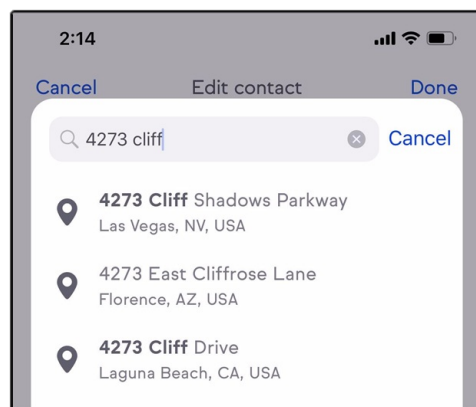 2:14
Cancel Edit contact Done
4273 cliff Cancel
4273 Cliff Shadows Parkway
Las Vegas, NV, USA
4273 East Cliffrose Lane
Florence, AZ, USA
4273 Cliff Drive
Laguna Beach, CA, USA